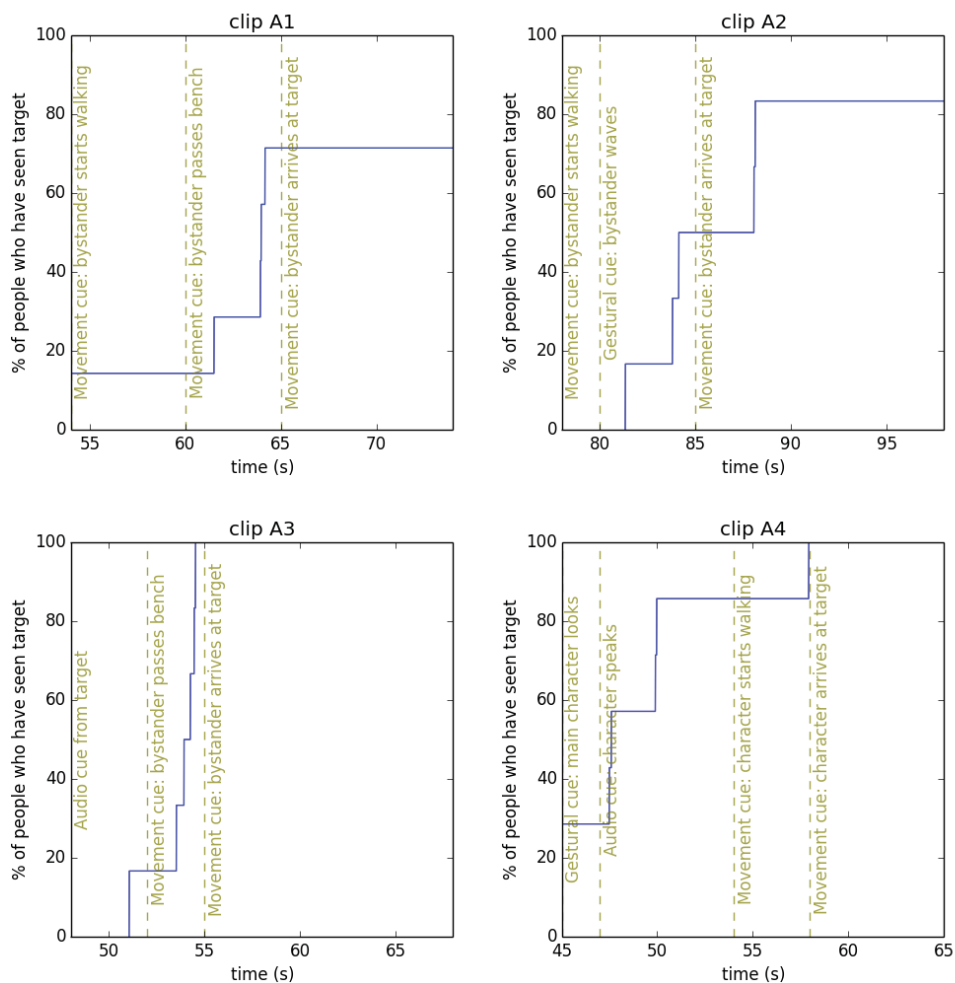 clip A1
% of people who have seen target
100
80
60
40
20
0
Movement cue: bystander starts walking
Movement cue: bystander passes bench
Movement cue: bystander arrives at target
55 60 65 70
time (s)
clip A2
% of people who have seen target
100
80
60
40
20
0
Movement cue: bystander starts walking
Gestural cue: bystander waves
Movement cue: bystander arrives at target
80 85 90 95
time (s)
clip A3
% of people who have seen target
100
80
60
40
20
0
Audio cue from target
Movement cue: bystander passes bench
Movement cue: bystander arrives at target
50 55 60 65
time (s)
clip A4
% of people who have seen target
100
80
60
40
20
0
Gestural cue: main character looks
Audio cue: character speaks
Movement cue: character starts walking
Movement cue: character arrives at target
45 50 55 60 65
time (s)